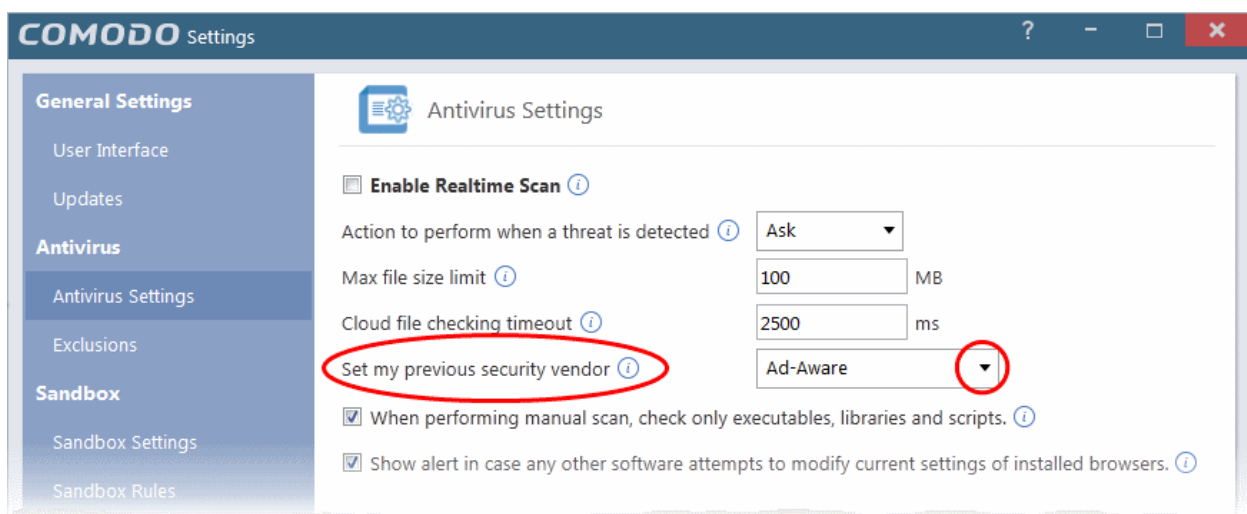 COMODO Settings ?
General Settings
User Interface
Updates
Antivirus
Antivirus Settings
Exclusions
Sandbox
Sandbox Settings
Sandbox Rules
Antivirus Settings
Enable Realtime Scan i
Action to perform when a threat is detected i Ask
Max file size limit i 100 MB
Cloud file checking timeout i 2500 ms
Set my previous security vendor i Ad-Aware
When performing manual scan, check only executables, libraries and scripts. i
Show alert in case any other software attempts to modify current settings of installed browsers. i